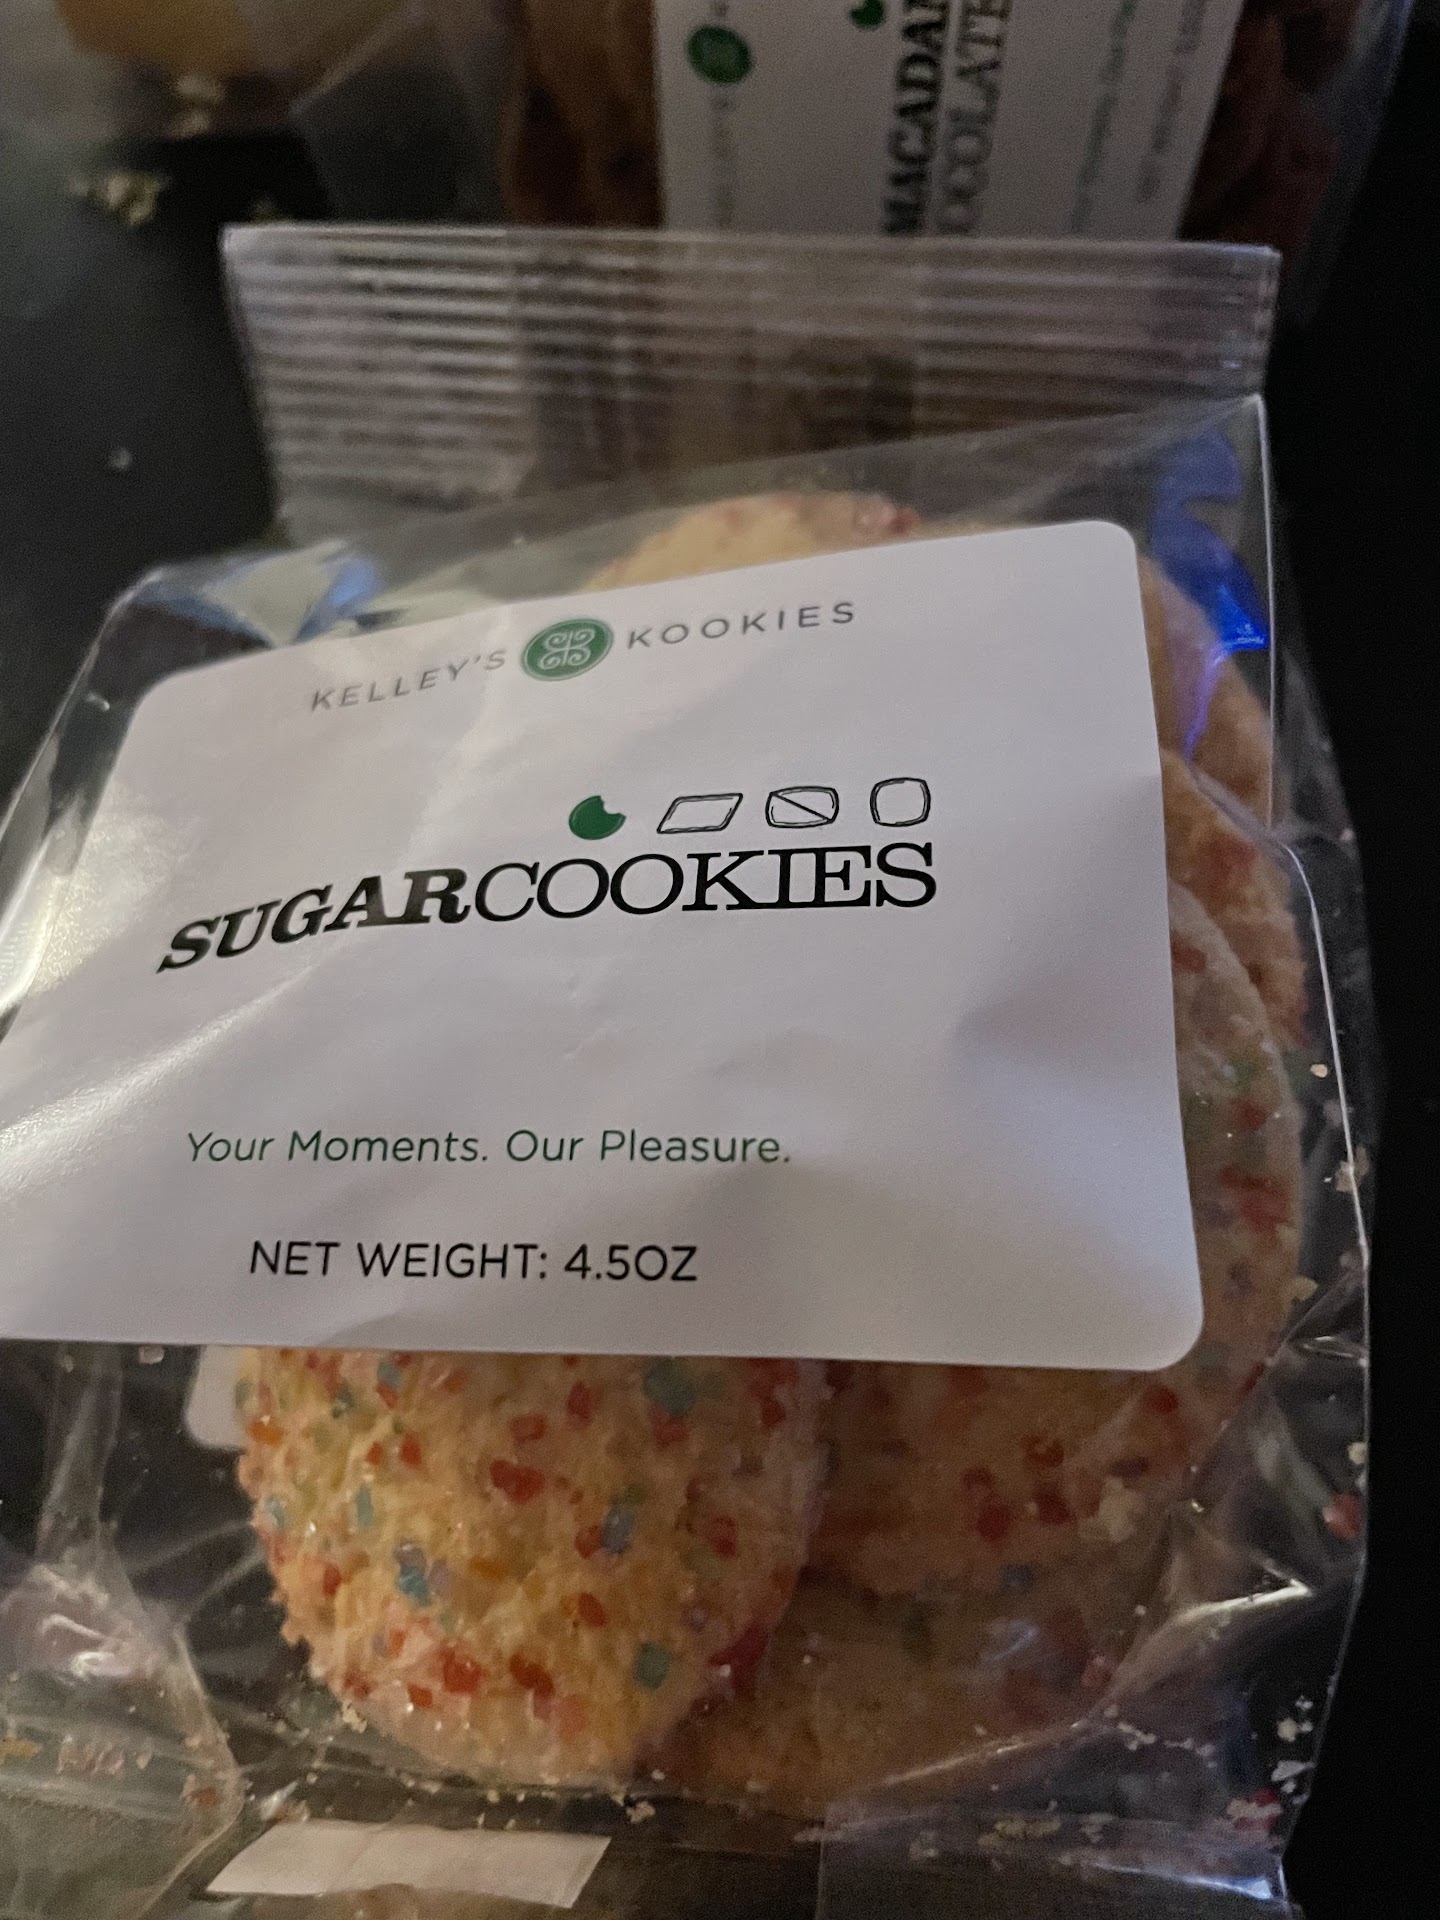 KELLEY'S KOOKIES
SUGARCOOKIES
Your Moments. Our Pleasure.
NET WEIGHT: 4.5OZ